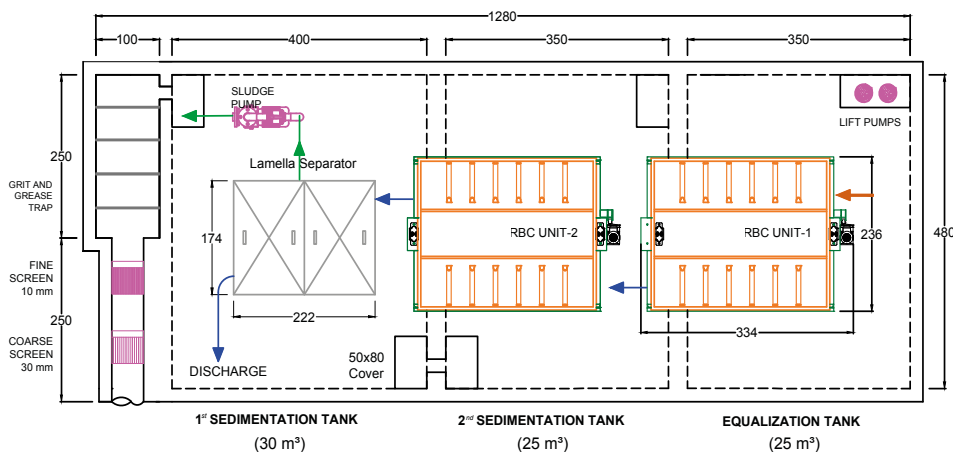 1280
100
400
350
350
SLUDGE
PUMP
LIFT PUMPS
250
GRIT AND
GREASE
TRAP
Lamella Separator
174
222
RBC UNIT-2
RBC UNIT-1
236
480
334
FINE
SCREEN
10 mm
250
COARSE
SCREEN
30 mm
DISCHARGE
50x80
Cover
1st SEDIMENTATION TANK
(30 m³)
2nd SEDIMENTATION TANK
(25 m³)
EQUALIZATION TANK
(25 m³)